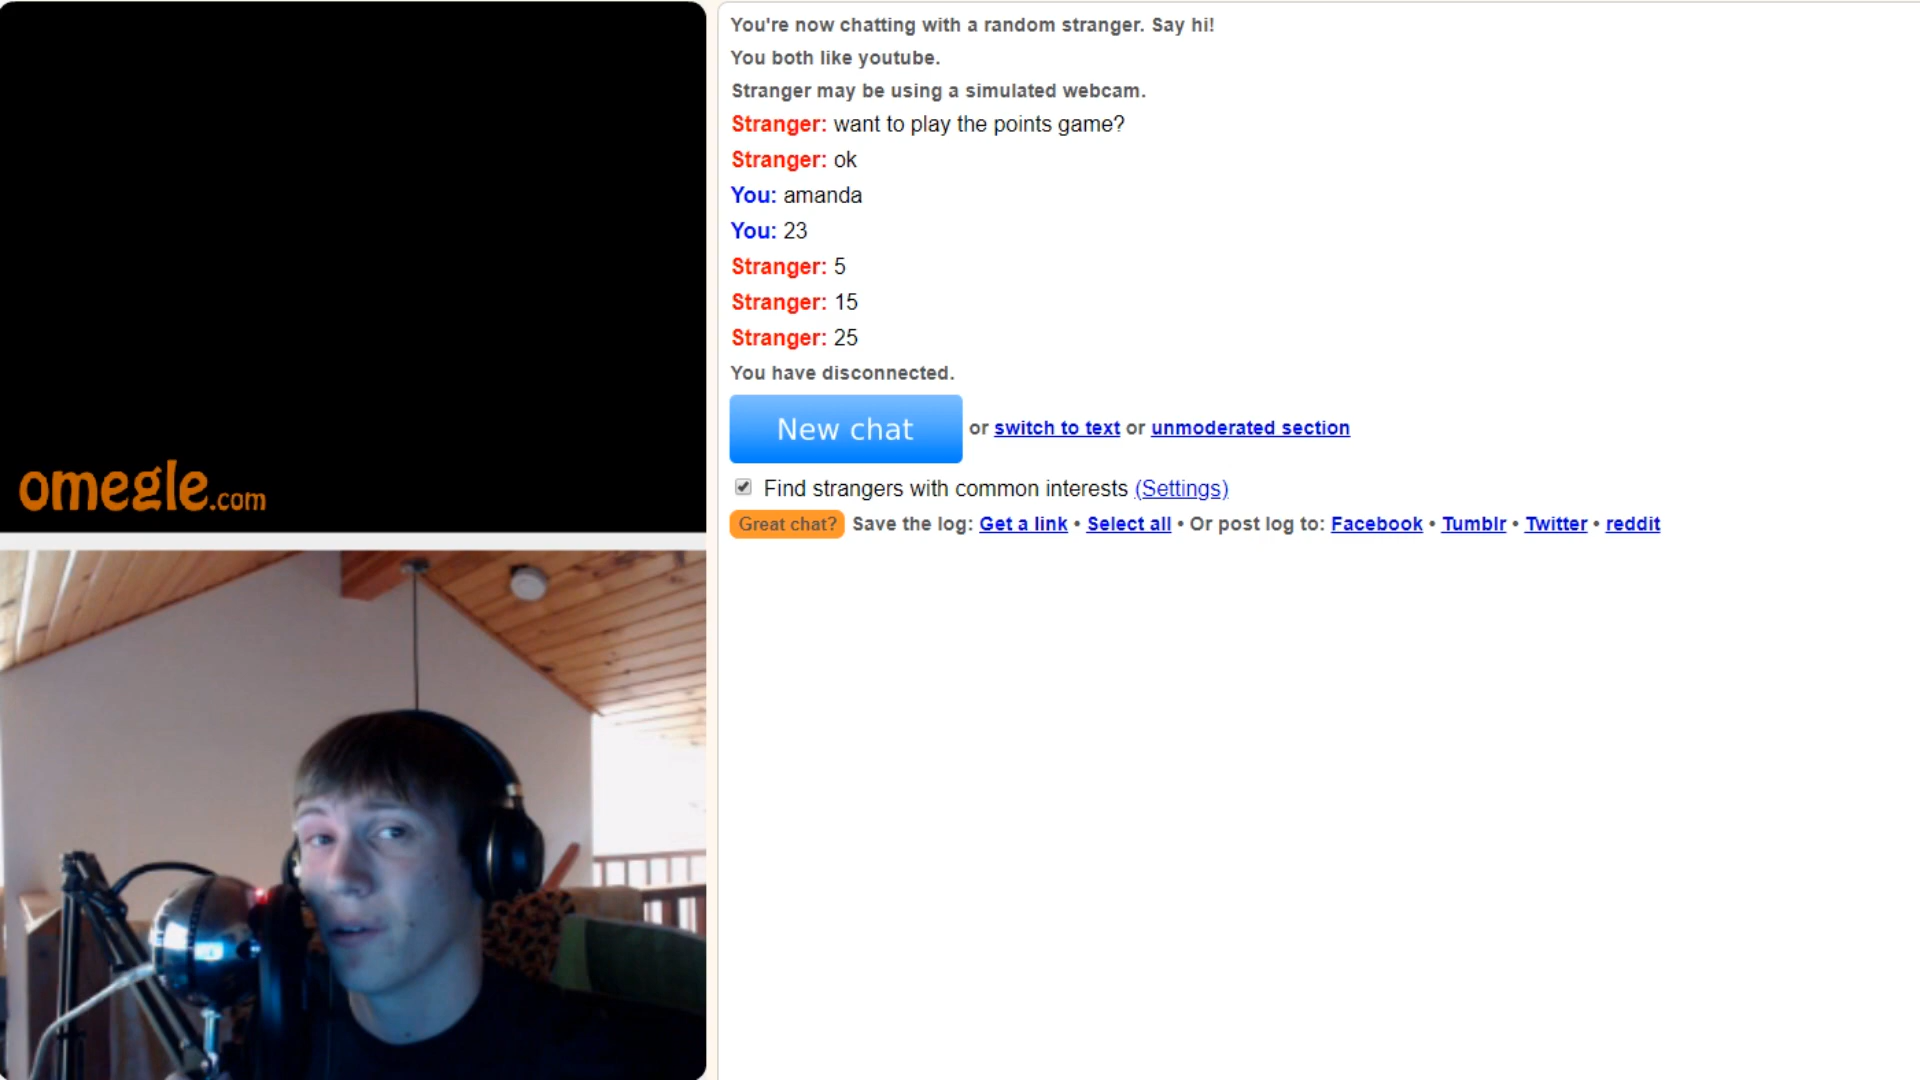 You're now chatting with a random stranger. Say hi!
You both like youtube.
Stranger may be using a simulated webcam.
Stranger: want to play the points game?
Stranger: ok
You: amanda
You: 23
Stranger: 5
Stranger: 15
Stranger: 25
You have disconnected.
New chat or switch to text or unmoderated section
Find strangers with common interests (Settings)
Great chat? Save the log: Get a link • Select all • Or post log to: Facebook • Tumblr • Twitter • reddit
omegle.com